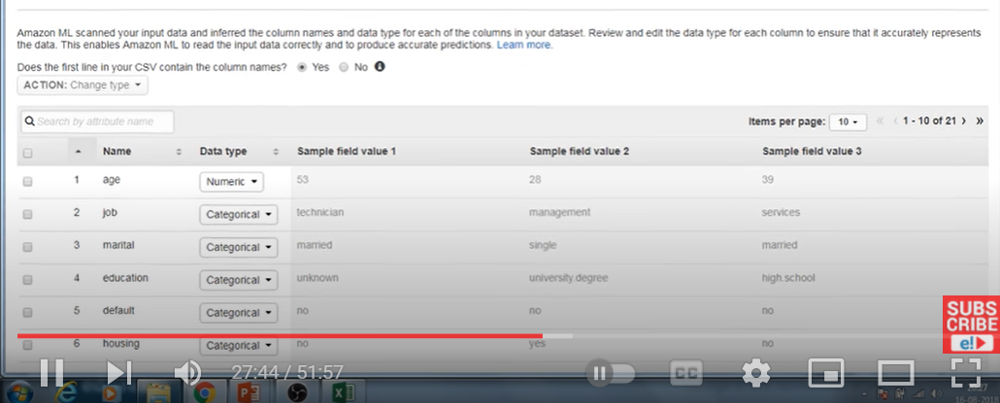 Amazon ML scanned your input data and inferred the column names and data type for each of the columns in your dataset. Review and edit the data type for each column to ensure that it accurately represents
the data. This enables Amazon ML to read the input data correctly and to produce accurate predictions. Learn more.
Does the first line in your CSV contain the column names? Yes No
ACTION: Change type
Search by attribute name
Items per page: 10 « ‹ 1 - 10 of 21 › »
Name Data type Sample field value 1 Sample field value 2 Sample field value 3
1 age Numeric 53 28 39
2 job Categorical technician management services
3 marital Categorical married single married
4 education Categorical unknown university.degree high.school
5 default Categorical no no no
6 housing Categorical no yes no
SUBS
CRIBE
e!
27:44 / 51:57
CC